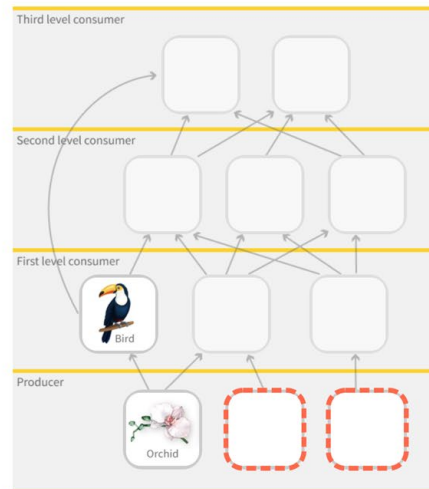 Third level consumer
Second level consumer
First level consumer
Bird
Producer
Orchid